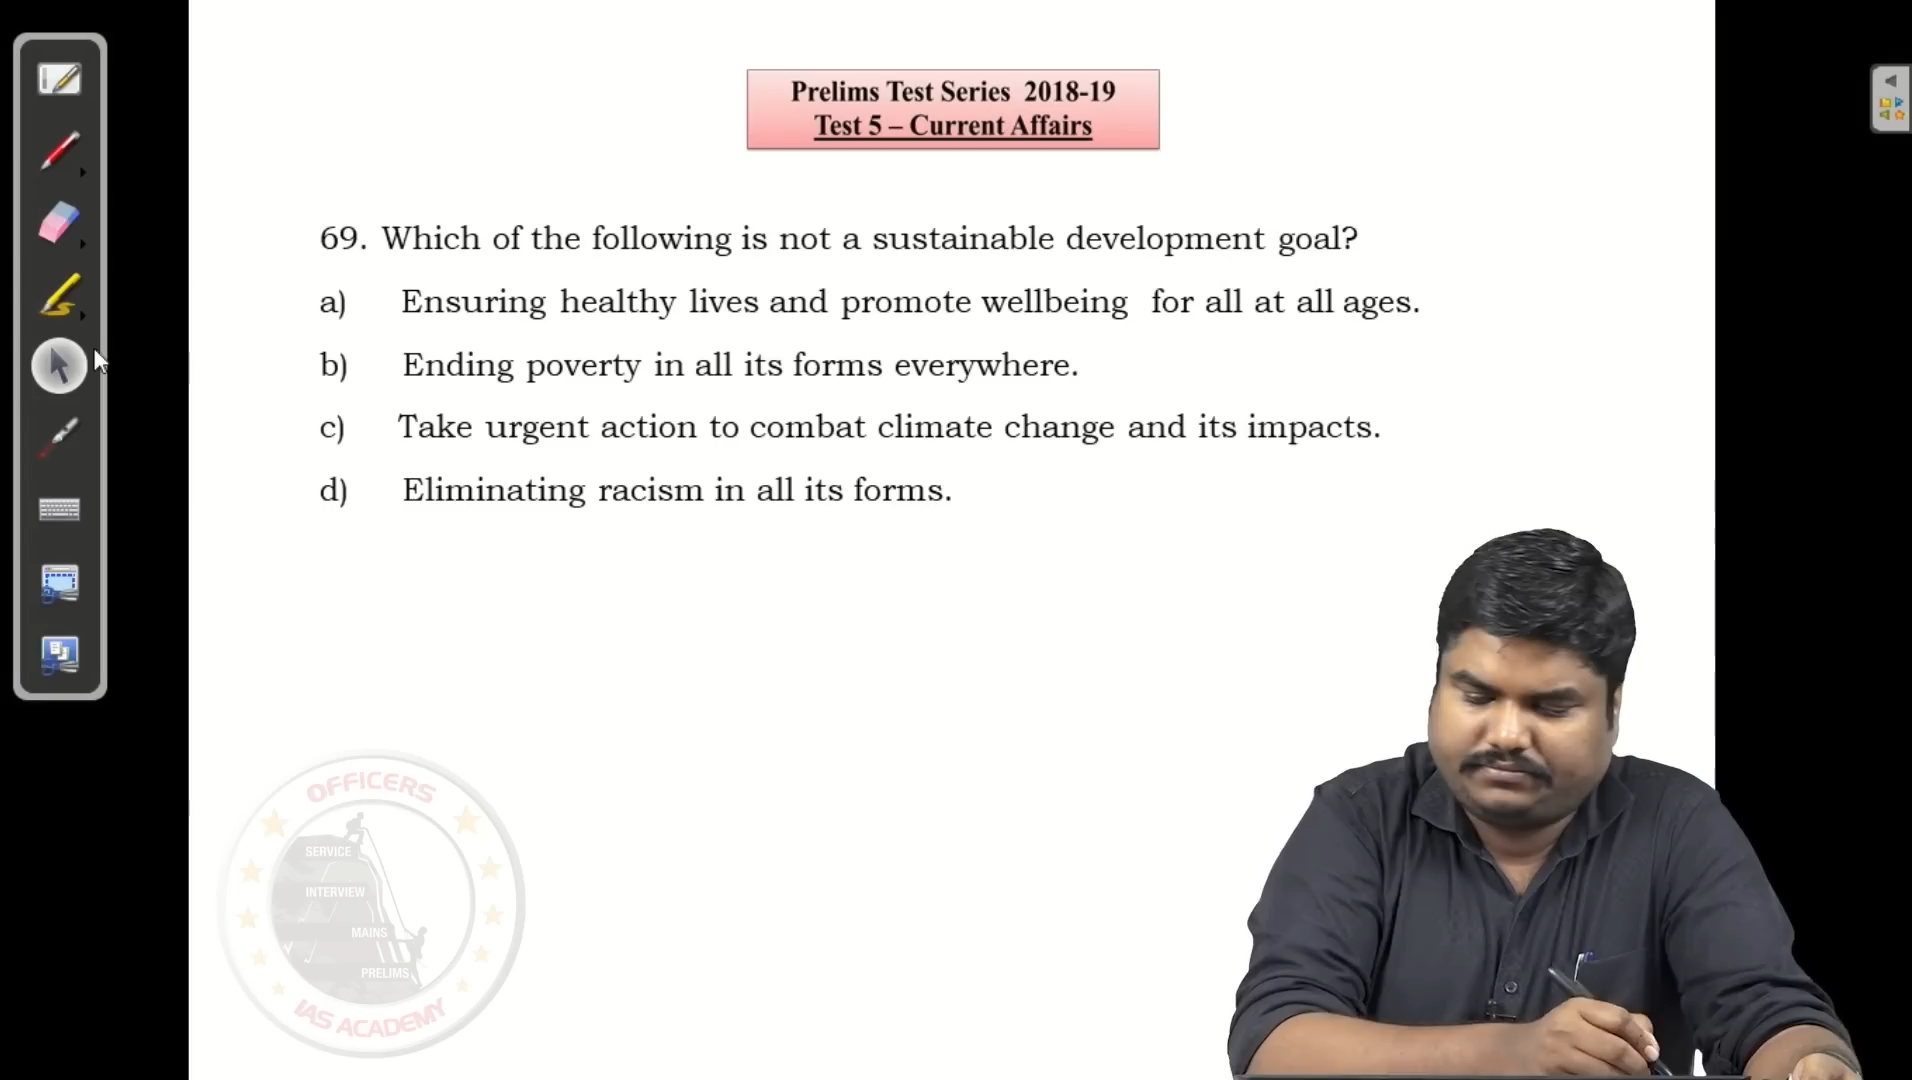 Prelims Test Series 2018-19
Test 5 – Current Affairs
69. Which of the following is not a sustainable development goal?
a) Ensuring healthy lives and promote wellbeing for all at all ages.
b) Ending poverty in all its forms everywhere.
c) Take urgent action to combat climate change and its impacts.
d) Eliminating racism in all its forms.
OFFICERS
SERVICE
INTERVIEW
MAINS
PRELIMS
IAS ACADEMY